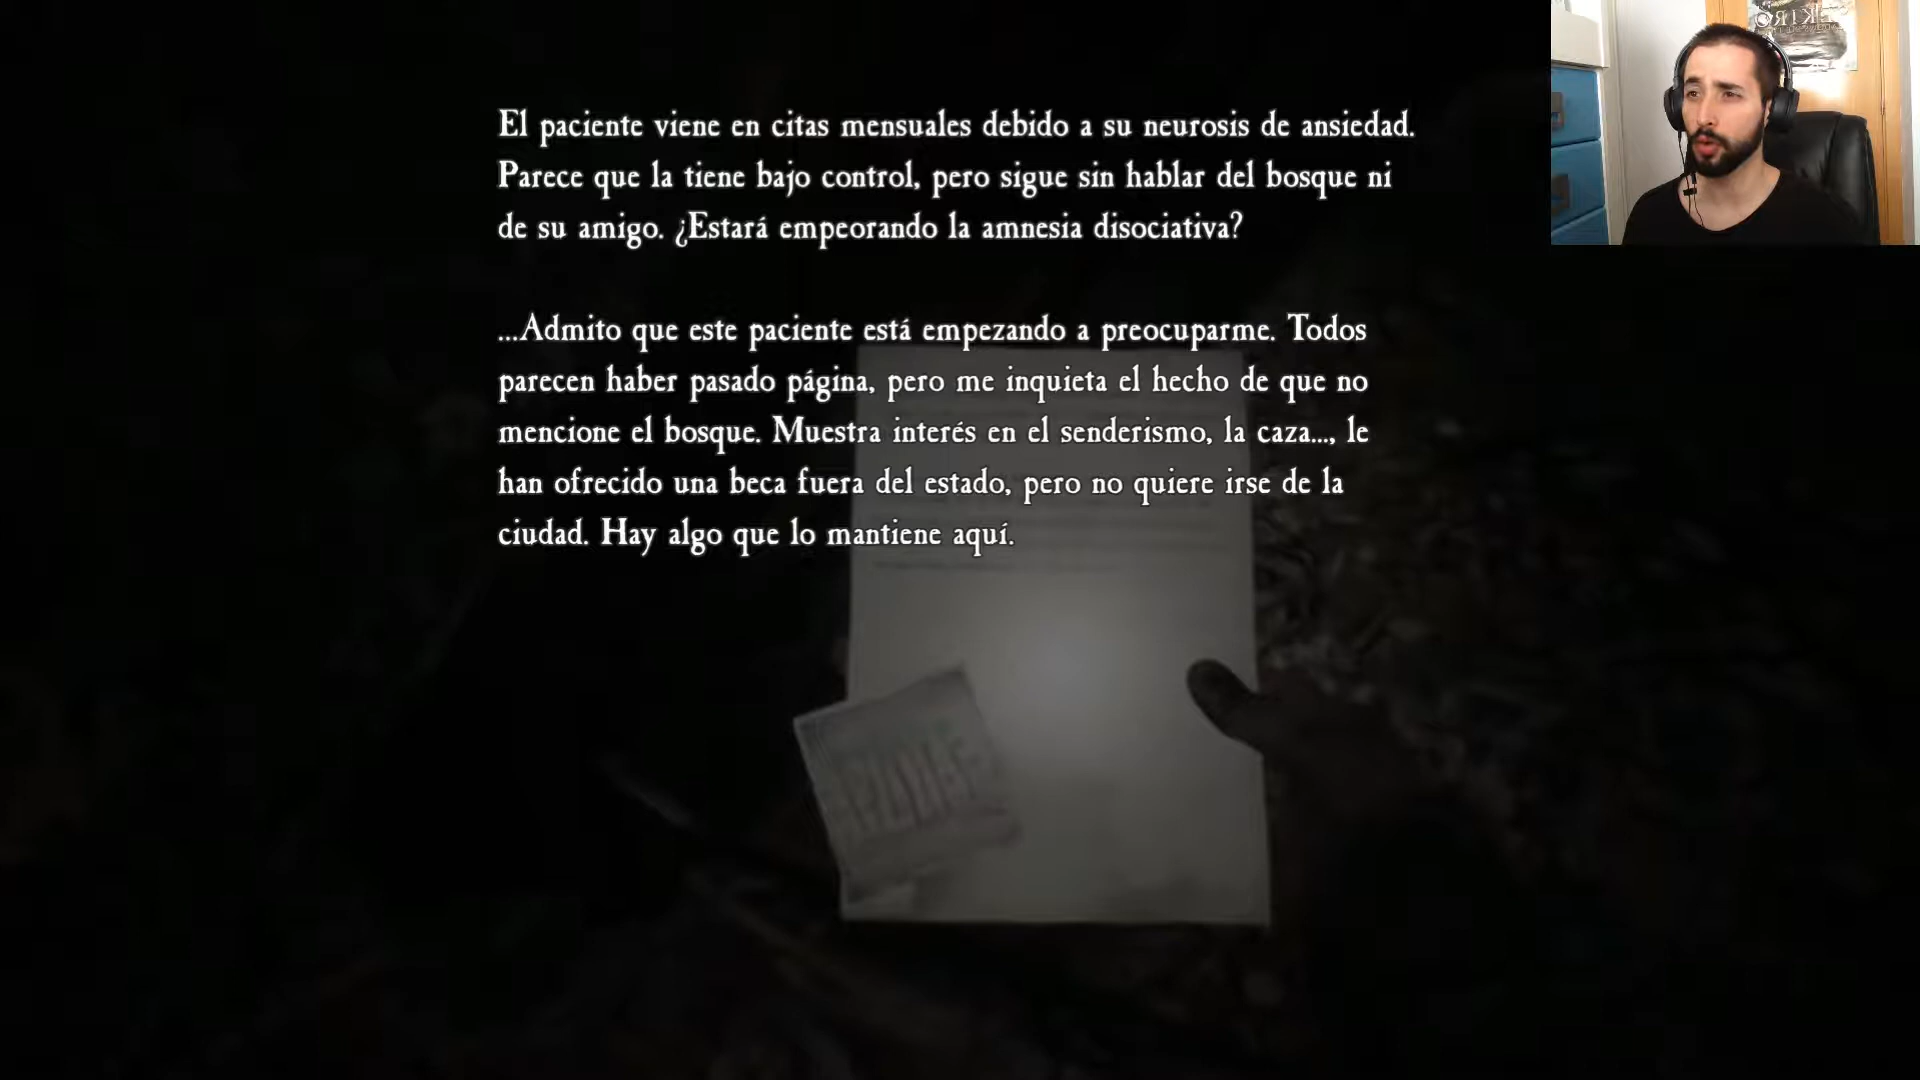 El paciente viene en citas mensuales debido a su neurosis de ansiedad.
Parece que la tiene bajo control, pero sigue sin hablar del bosque ni
de su amigo. ¿Estará empeorando la amnesia disociativa?
...Admito que este paciente está empezando a preocuparme. Todos
parecen haber pasado página, pero me inquieta el hecho de que no
mencione el bosque. Muestra interés en el senderismo, la caza..., le
han ofrecido una beca fuera del estado, pero no quiere irse de la
ciudad. Hay algo que lo mantiene aquí.